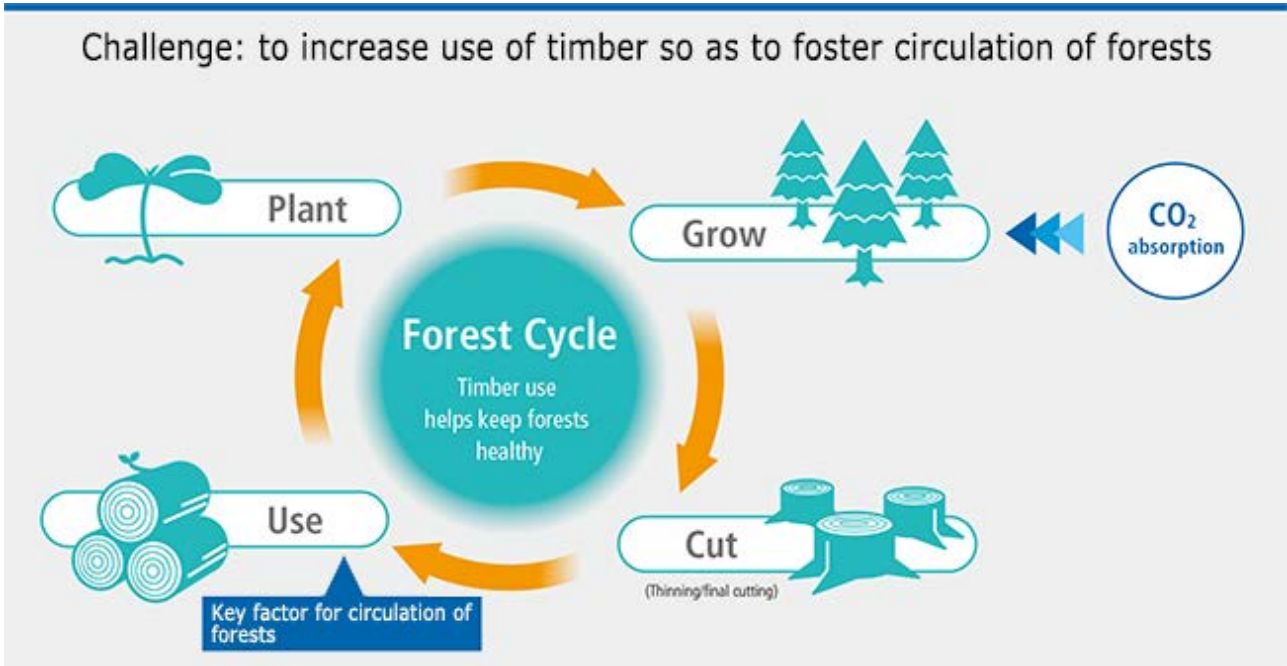 Challenge: to increase use of timber so as to foster circulation of forests
Plant
Grow
CO₂
absorption
Forest Cycle
Timber use
helps keep forests
healthy
Use
Cut
(Thinning/final cutting)
Key factor for circulation of
forests